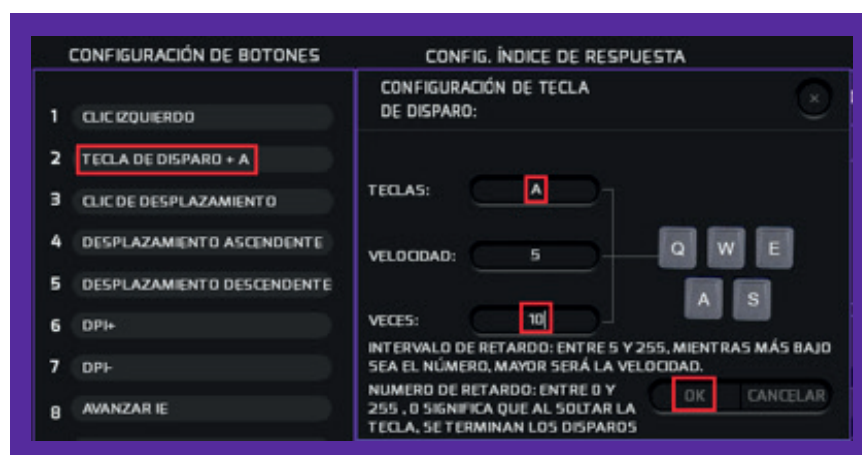 CONFIGURACIÓN DE BOTONES
1 CLIC IZQUIERDO
2 TECLA DE DISPARO + A
3 CLIC DE DESPLAZAMIENTO
4 DESPLAZAMIENTO ASCENDENTE
5 DESPLAZAMIENTO DESCENDENTE
6 DPI+
7 DPI-
8 AVANZAR IE
CONFIG. ÍNDICE DE RESPUESTA
CONFIGURACIÓN DE TECLA
DE DISPARO:
×
TECLAS: A
VELOCIDAD: 5
VECES: 10
Q W E
A S
INTERVALO DE RETARDO: ENTRE 5 Y 255, MIENTRAS MÁS BAJO
SEA EL NÚMERO, MAYOR SERÁ LA VELOCIDAD.
NUMERO DE RETARDO: ENTRE 0 Y
255 , 0 SIGNIFICA QUE AL SOLTAR LA
TECLA, SE TERMINAN LOS DISPAROS
OK CANCELAR